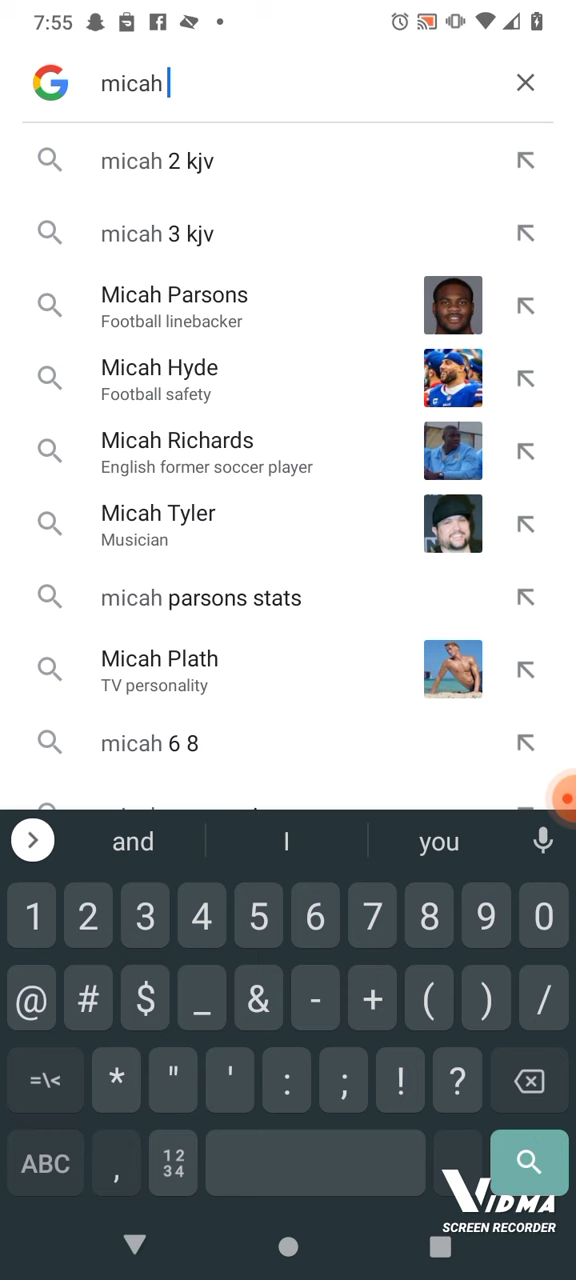 7:55
micah
micah 2 kjv
micah 3 kjv
Micah Parsons
Football linebacker
Micah Hyde
Football safety
Micah Richards
English former soccer player
Micah Tyler
Musician
micah parsons stats
Micah Plath
TV personality
micah 6 8
and I you
1 2 3 4 5 6 7 8 9 0
@ # $ _ & - + ( ) /
=\< * " ' : ; ! ?
ABC , 12 34
VIDMA
SCREEN RECORDER